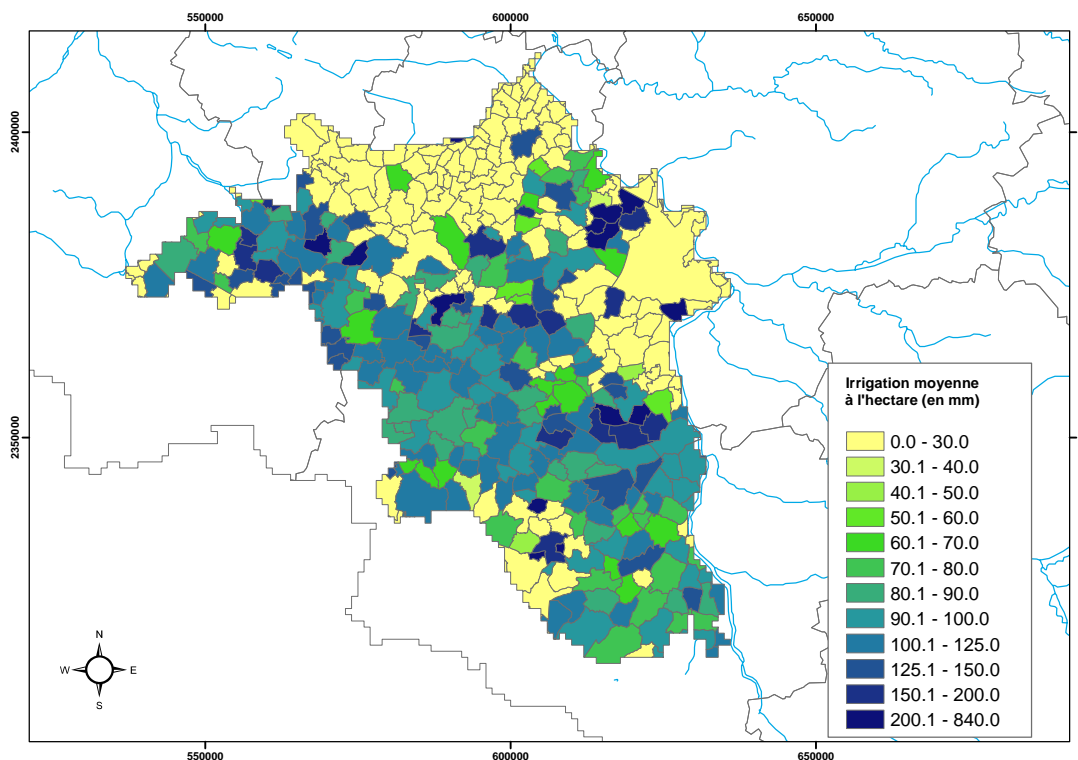 550000 600000 650000
2400000
2350000
Irrigation moyenne
à l'hectare (en mm)
0.0 - 30.0
30.1 - 40.0
40.1 - 50.0
50.1 - 60.0
60.1 - 70.0
70.1 - 80.0
80.1 - 90.0
90.1 - 100.0
100.1 - 125.0
125.1 - 150.0
150.1 - 200.0
200.1 - 840.0
N
W E
S
550000 600000 650000